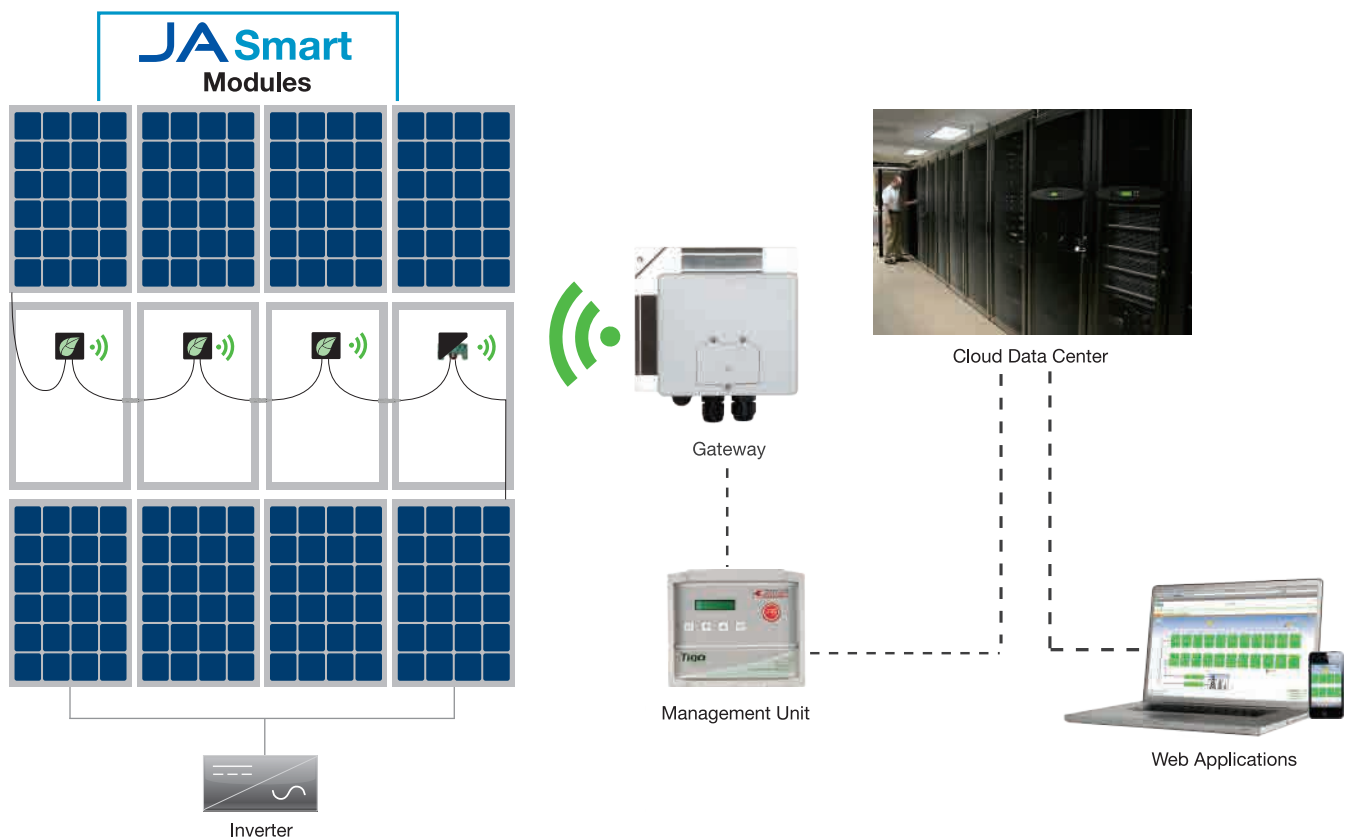 JA Smart
Modules
Cloud Data Center
Gateway
Tigo
Management Unit
Web Applications
Inverter